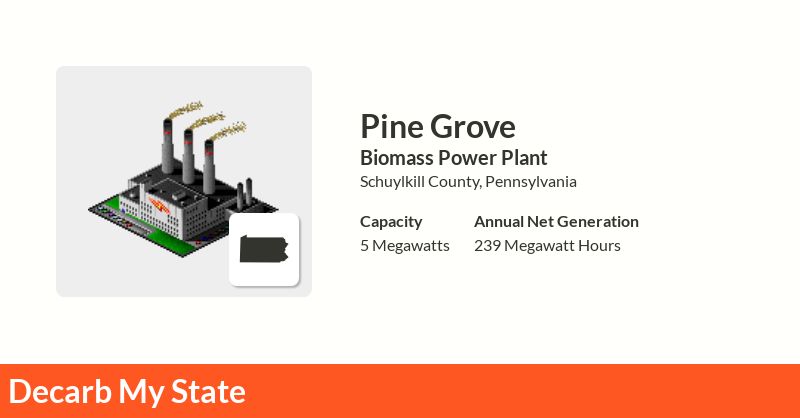 Pine Grove
Biomass Power Plant
Schuylkill County, Pennsylvania
Capacity
Annual Net Generation
5 Megawatts
239 Megawatt Hours
Decarb My State